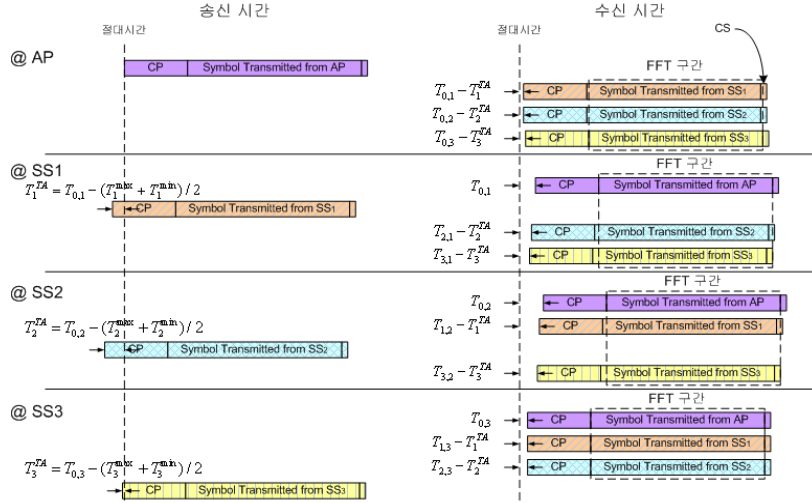 송신 시간
수신 시간
절대시간
절대시간
CS
@ AP
CP Symbol Transmitted from AP
FFT 구간
T_{0,1} − T_1^{TA} CP Symbol Transmitted from SS1
T_{0,2} − T_2^{TA} CP Symbol Transmitted from SS2
T_{0,3} − T_3^{TA} CP Symbol Transmitted from SS3
@ SS1
T_1^{TA} = T_{0,1} − (T_1^{max} + T_1^{min}) / 2
CP Symbol Transmitted from SS1
FFT 구간
T_{0,1} CP Symbol Transmitted from AP
T_{2,1} − T_2^{TA} CP Symbol Transmitted from SS2
T_{3,1} − T_3^{TA} CP Symbol Transmitted from SS3
@ SS2
T_2^{TA} = T_{0,2} − (T_2^{max} + T_2^{min}) / 2
CP Symbol Transmitted from SS2
FFT 구간
T_{0,2} CP Symbol Transmitted from AP
T_{1,2} − T_1^{TA} CP Symbol Transmitted from SS1
T_{3,2} − T_3^{TA} CP Symbol Transmitted from SS3
@ SS3
T_3^{TA} = T_{0,3} − (T_3^{max} + T_3^{min}) / 2
CP Symbol Transmitted from SS3
FFT 구간
T_{0,3} CP Symbol Transmitted from AP
T_{1,3} − T_1^{TA} CP Symbol Transmitted from SS1
T_{2,3} − T_2^{TA} CP Symbol Transmitted from SS2